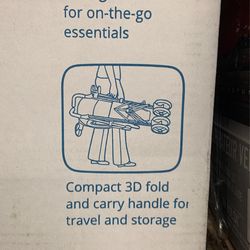 for on-the-go
essentials
Compact 3D fold
and carry handle for
travel and storage